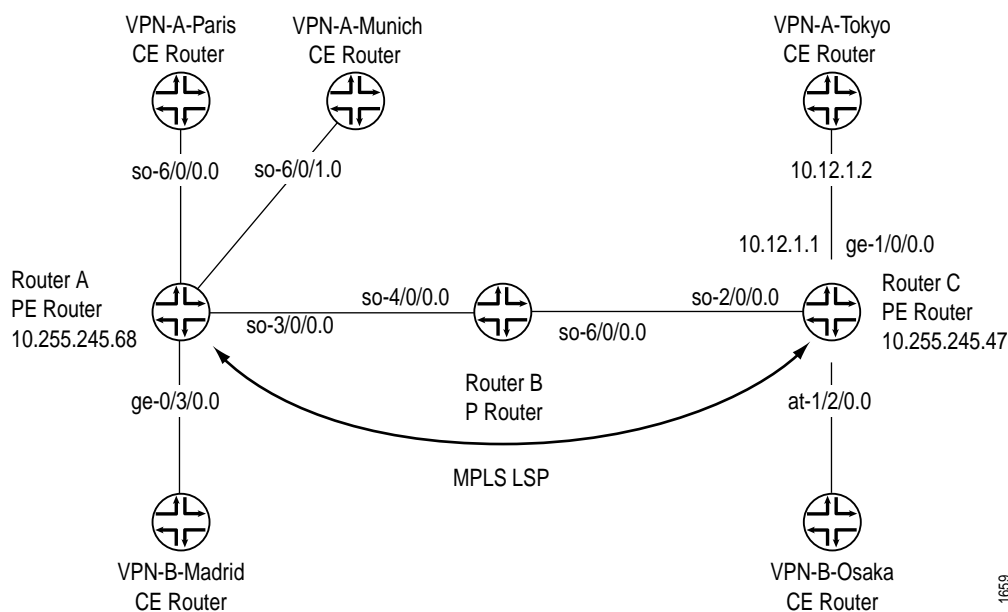 VPN-A-Paris
CE Router
VPN-A-Munich
CE Router
VPN-A-Tokyo
CE Router
so-6/0/0.0
so-6/0/1.0
10.12.1.2
10.12.1.1
ge-1/0/0.0
Router A
PE Router
10.255.245.68
so-4/0/0.0
so-3/0/0.0
so-2/0/0.0
so-6/0/0.0
Router C
PE Router
10.255.245.47
ge-0/3/0.0
Router B
P Router
at-1/2/0.0
MPLS LSP
VPN-B-Madrid
CE Router
VPN-B-Osaka
CE Router
1959